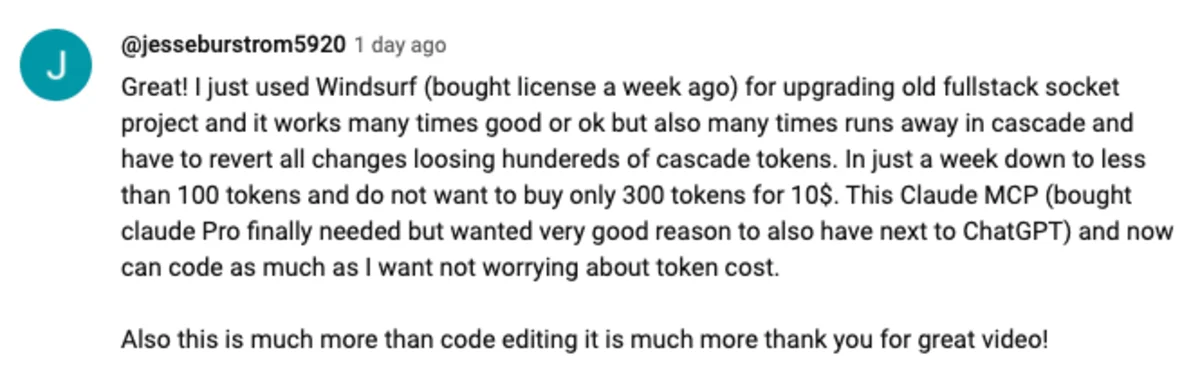 J
@jesseburstrom5920 1 day ago
Great! I just used Windsurf (bought license a week ago) for upgrading old fullstack socket
project and it works many times good or ok but also many times runs away in cascade and
have to revert all changes loosing hundereds of cascade tokens. In just a week down to less
than 100 tokens and do not want to buy only 300 tokens for 10$. This Claude MCP (bought
claude Pro finally needed but wanted very good reason to also have next to ChatGPT) and now
can code as much as I want not worrying about token cost.
Also this is much more than code editing it is much more thank you for great video!